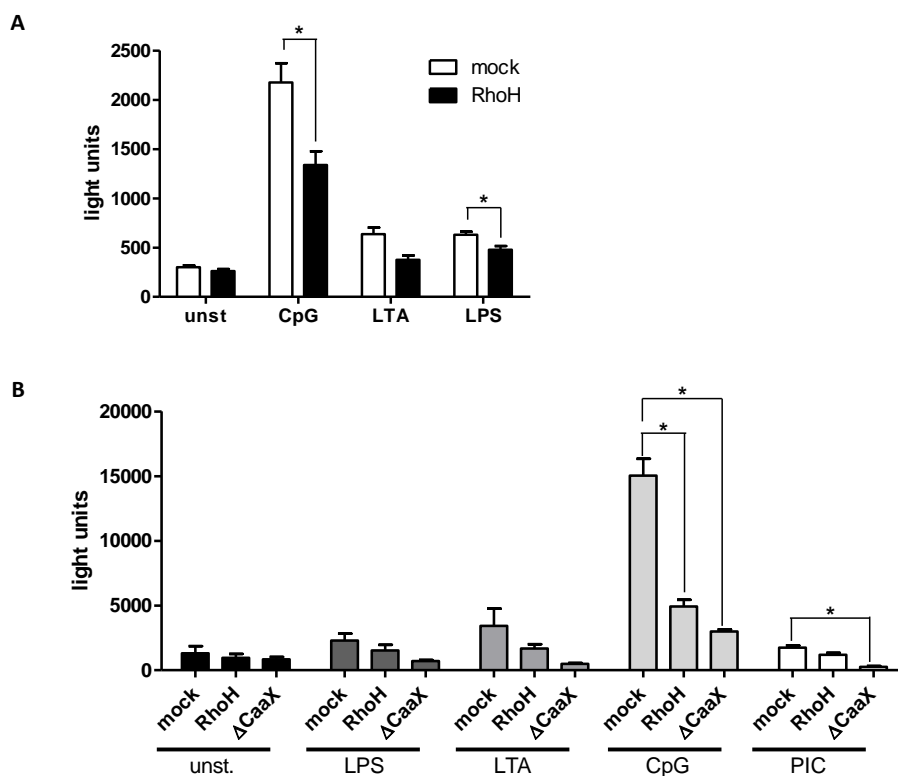 A
*
2500
mock
RhoH
2000
1500
light units
1000
*
500
0
unst CpG LTA LPS
B
20000
*
*
15000
light units
10000
5000
*
0
mock RhoH ΔCaaX mock RhoH ΔCaaX mock RhoH ΔCaaX mock RhoH ΔCaaX mock RhoH ΔCaaX
unst. LPS LTA CpG PIC